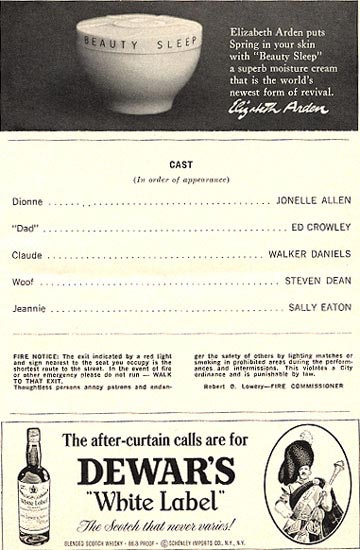 BEAUTY SLEEP
Elizabeth Arden puts
Spring in your skin
with "Beauty Sleep"
a superb moisture cream
that is the world's
newest form of revival.
Elizabeth Arden
CAST
(In order of appearance)
Dionne JONELLE ALLEN
"Dad" ED CROWLEY
Claude WALKER DANIELS
Woof STEVEN DEAN
Jeannie SALLY EATON
FIRE NOTICE: The exit indicated by a red light
and sign nearest to the seat you occupy is the
shortest route to the street. In the event of fire
or other emergency please do not run — WALK
TO THAT EXIT.
Thoughtless persons annoy patrons and endan-
ger the safety of others by lighting matches or
smoking in prohibited areas during the perform-
ances and intermissions. This violates a City
ordinance and is punishable by law.
Robert O. Lowery—FIRE COMMISSIONER
The after-curtain calls are for
DEWAR'S
"White Label"
The Scotch that never varies!
BLENDED SCOTCH WHISKY · 86.8 PROOF · © SCHENLEY IMPORTS CO., N.Y., N.Y.
White Label